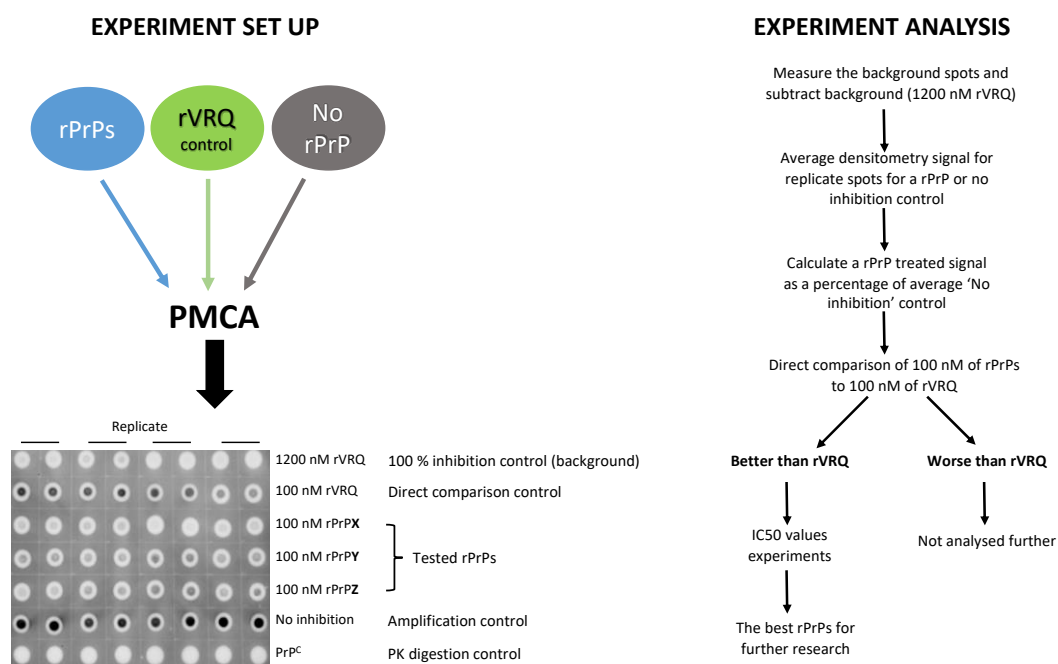 EXPERIMENT SET UP
rPrPs
rVRQ
control
No
rPrP
PMCA
Replicate
1200 nM rVRQ
100 % inhibition control (background)
100 nM rVRQ
Direct comparison control
100 nM rPrPX
100 nM rPrPY
100 nM rPrPZ
Tested rPrPs
No inhibition
Amplification control
PrPᶜ
PK digestion control
EXPERIMENT ANALYSIS
Measure the background spots and
subtract background (1200 nM rVRQ)
Average densitometry signal for
replicate spots for a rPrP or no
inhibition control
Calculate a rPrP treated signal
as a percentage of average ‘No
inhibition’ control
Direct comparison of 100 nM of rPrPs
to 100 nM of rVRQ
Better than rVRQ
Worse than rVRQ
IC50 values
experiments
Not analysed further
The best rPrPs for
further research